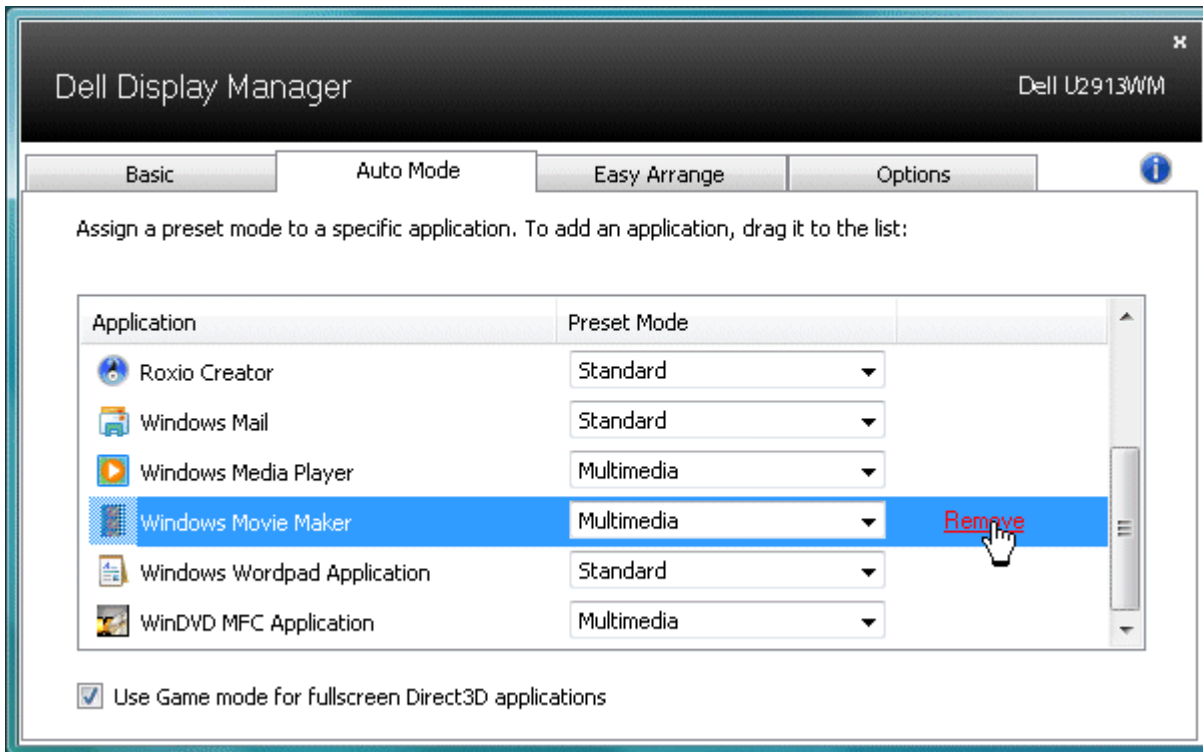 Dell Display Manager
Dell U2913WM
Basic
Auto Mode
Easy Arrange
Options
Assign a preset mode to a specific application. To add an application, drag it to the list:
Application
Preset Mode
Roxio Creator
Standard
Windows Mail
Standard
Windows Media Player
Multimedia
Windows Movie Maker
Multimedia
Remove
Windows Wordpad Application
Standard
WinDVD MFC Application
Multimedia
Use Game mode for fullscreen Direct3D applications